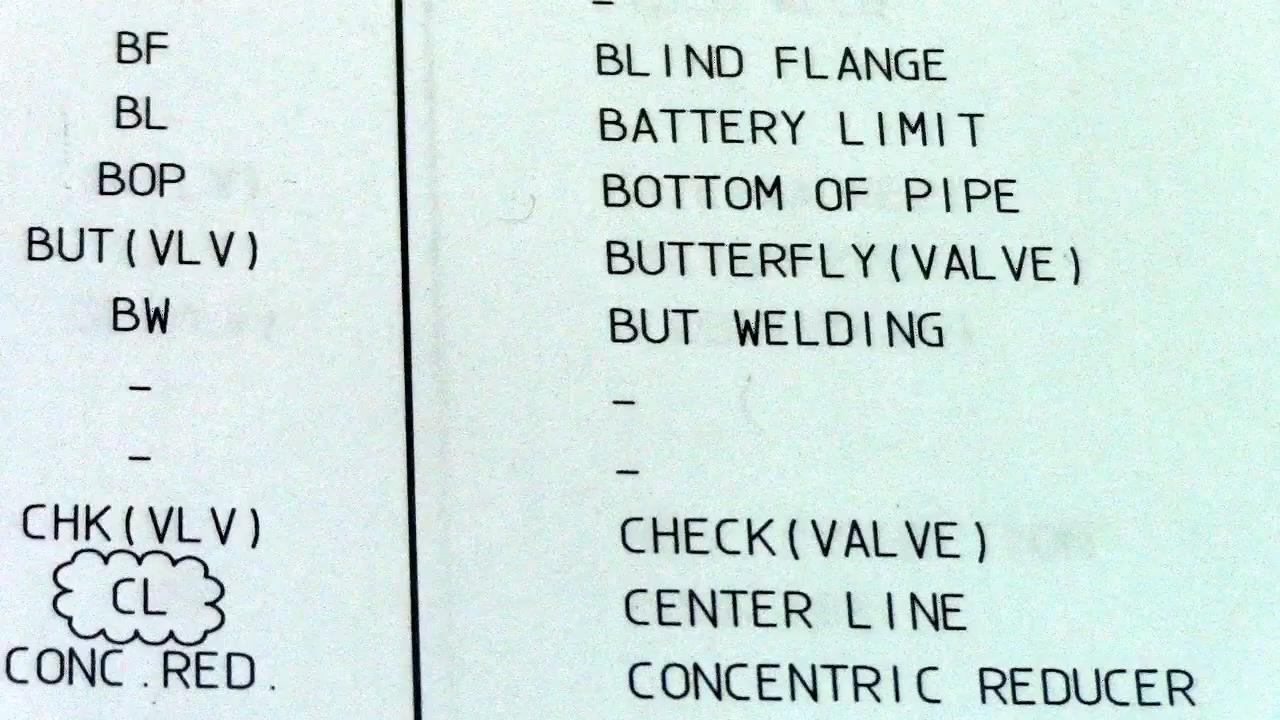 BF BLIND FLANGE
BL BATTERY LIMIT
BOP BOTTOM OF PIPE
BUT(VLV) BUTTERFLY(VALVE)
BW BUT WELDING
- -
- -
CHK(VLV) CHECK(VALVE)
CL CENTER LINE
CONC.RED. CONCENTRIC REDUCER